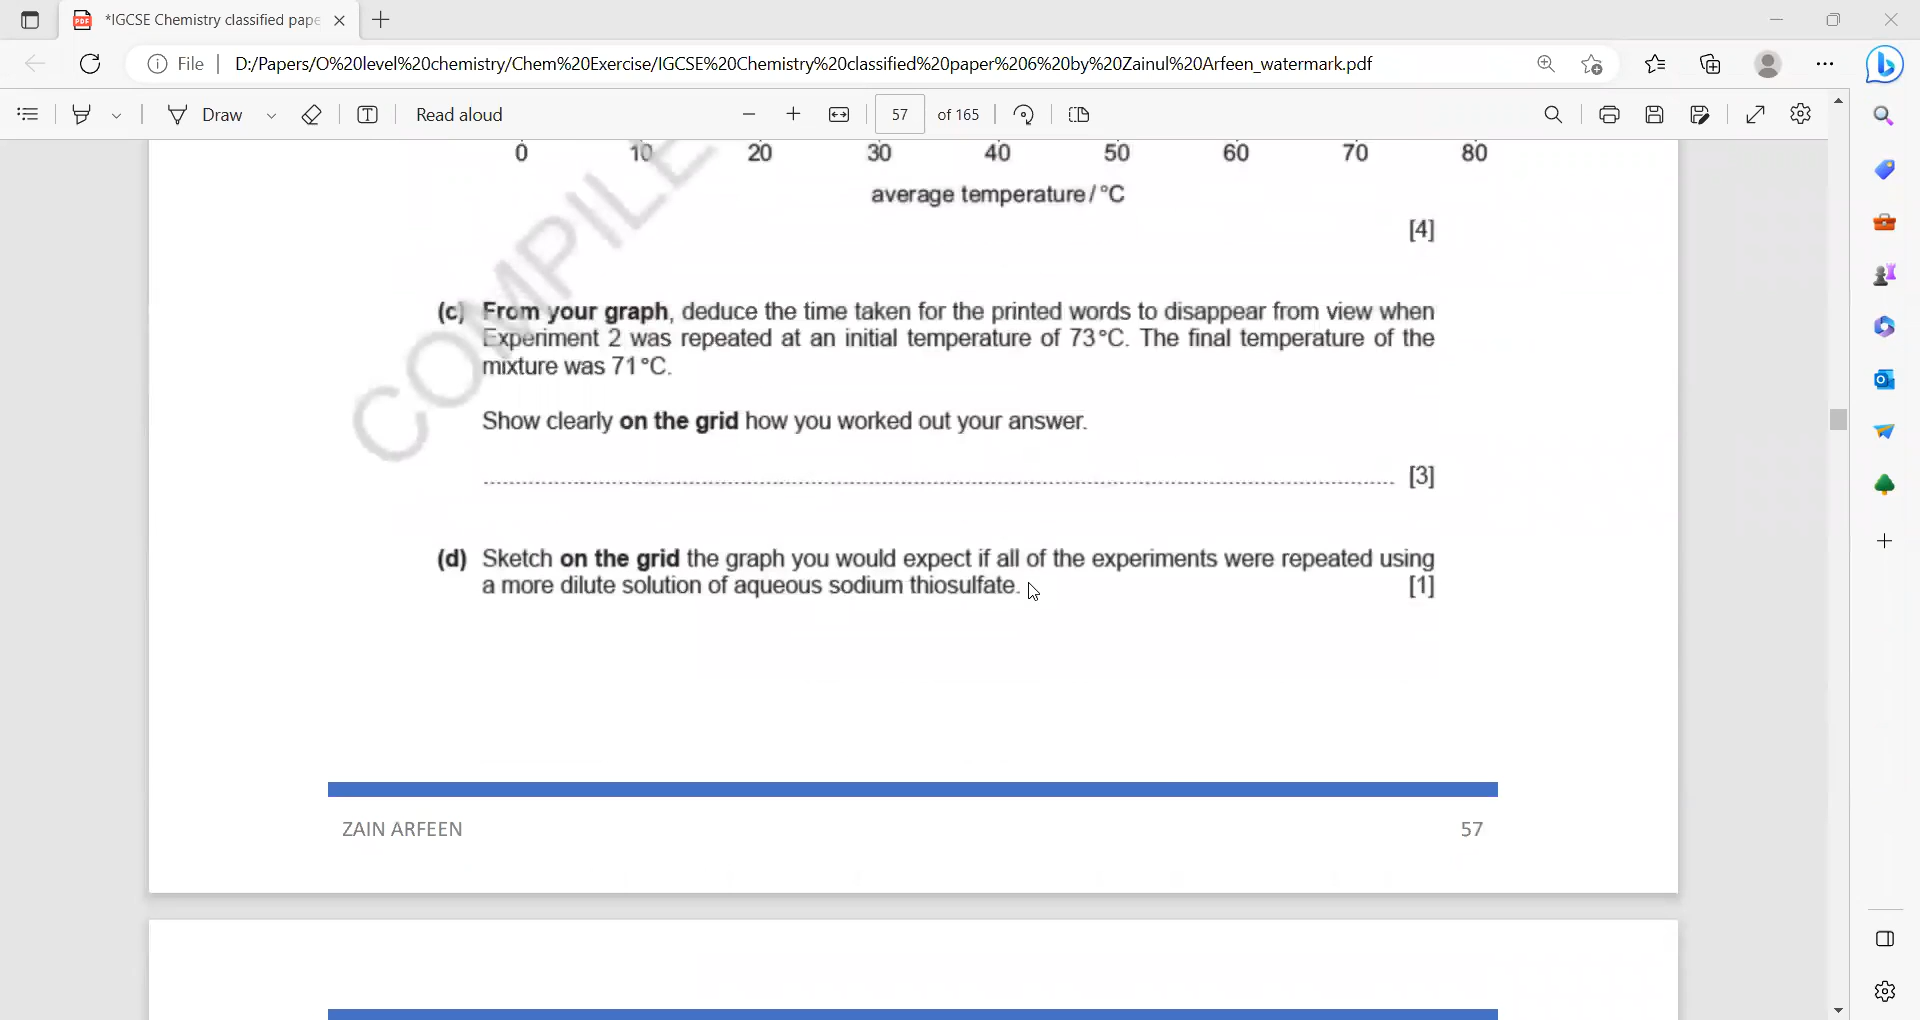 *IGCSE Chemistry classified pape
File
D:/Papers/O%20level%20chemistry/Chem%20Exercise/IGCSE%20Chemistry%20classified%20paper%206%20by%20Zainul%20Arfeen_watermark.pdf
Draw
Read aloud
57 of 165
0 10 20 30 40 50 60 70 80
average temperature/°C
[4]
COMPILE
(c) From your graph, deduce the time taken for the printed words to disappear from view when
Experiment 2 was repeated at an initial temperature of 73°C. The final temperature of the
mixture was 71°C.
Show clearly on the grid how you worked out your answer.
[3]
(d) Sketch on the grid the graph you would expect if all of the experiments were repeated using
a more dilute solution of aqueous sodium thiosulfate. [1]
ZAIN ARFEEN 57